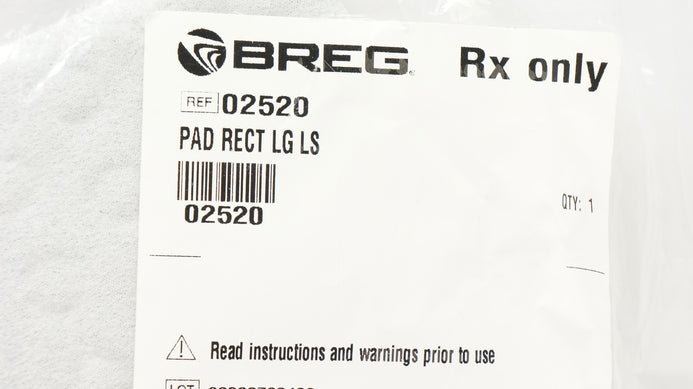 BREG Rx only
REF 02520
PAD RECT LG LS
02520
QTY: 1
Read instructions and warnings prior to use
LOT